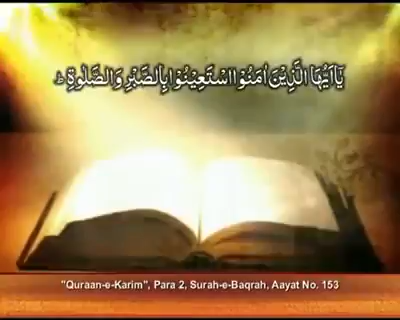 يٰۤاَيُّهَا الَّذِيْنَ اٰمَنُوا اسْتَعِيْنُوْا بِالصَّبْرِ وَالصَّلٰوةِ ؕ
"Quraan-e-Karim", Para 2, Surah-e-Baqrah, Aayat No. 153